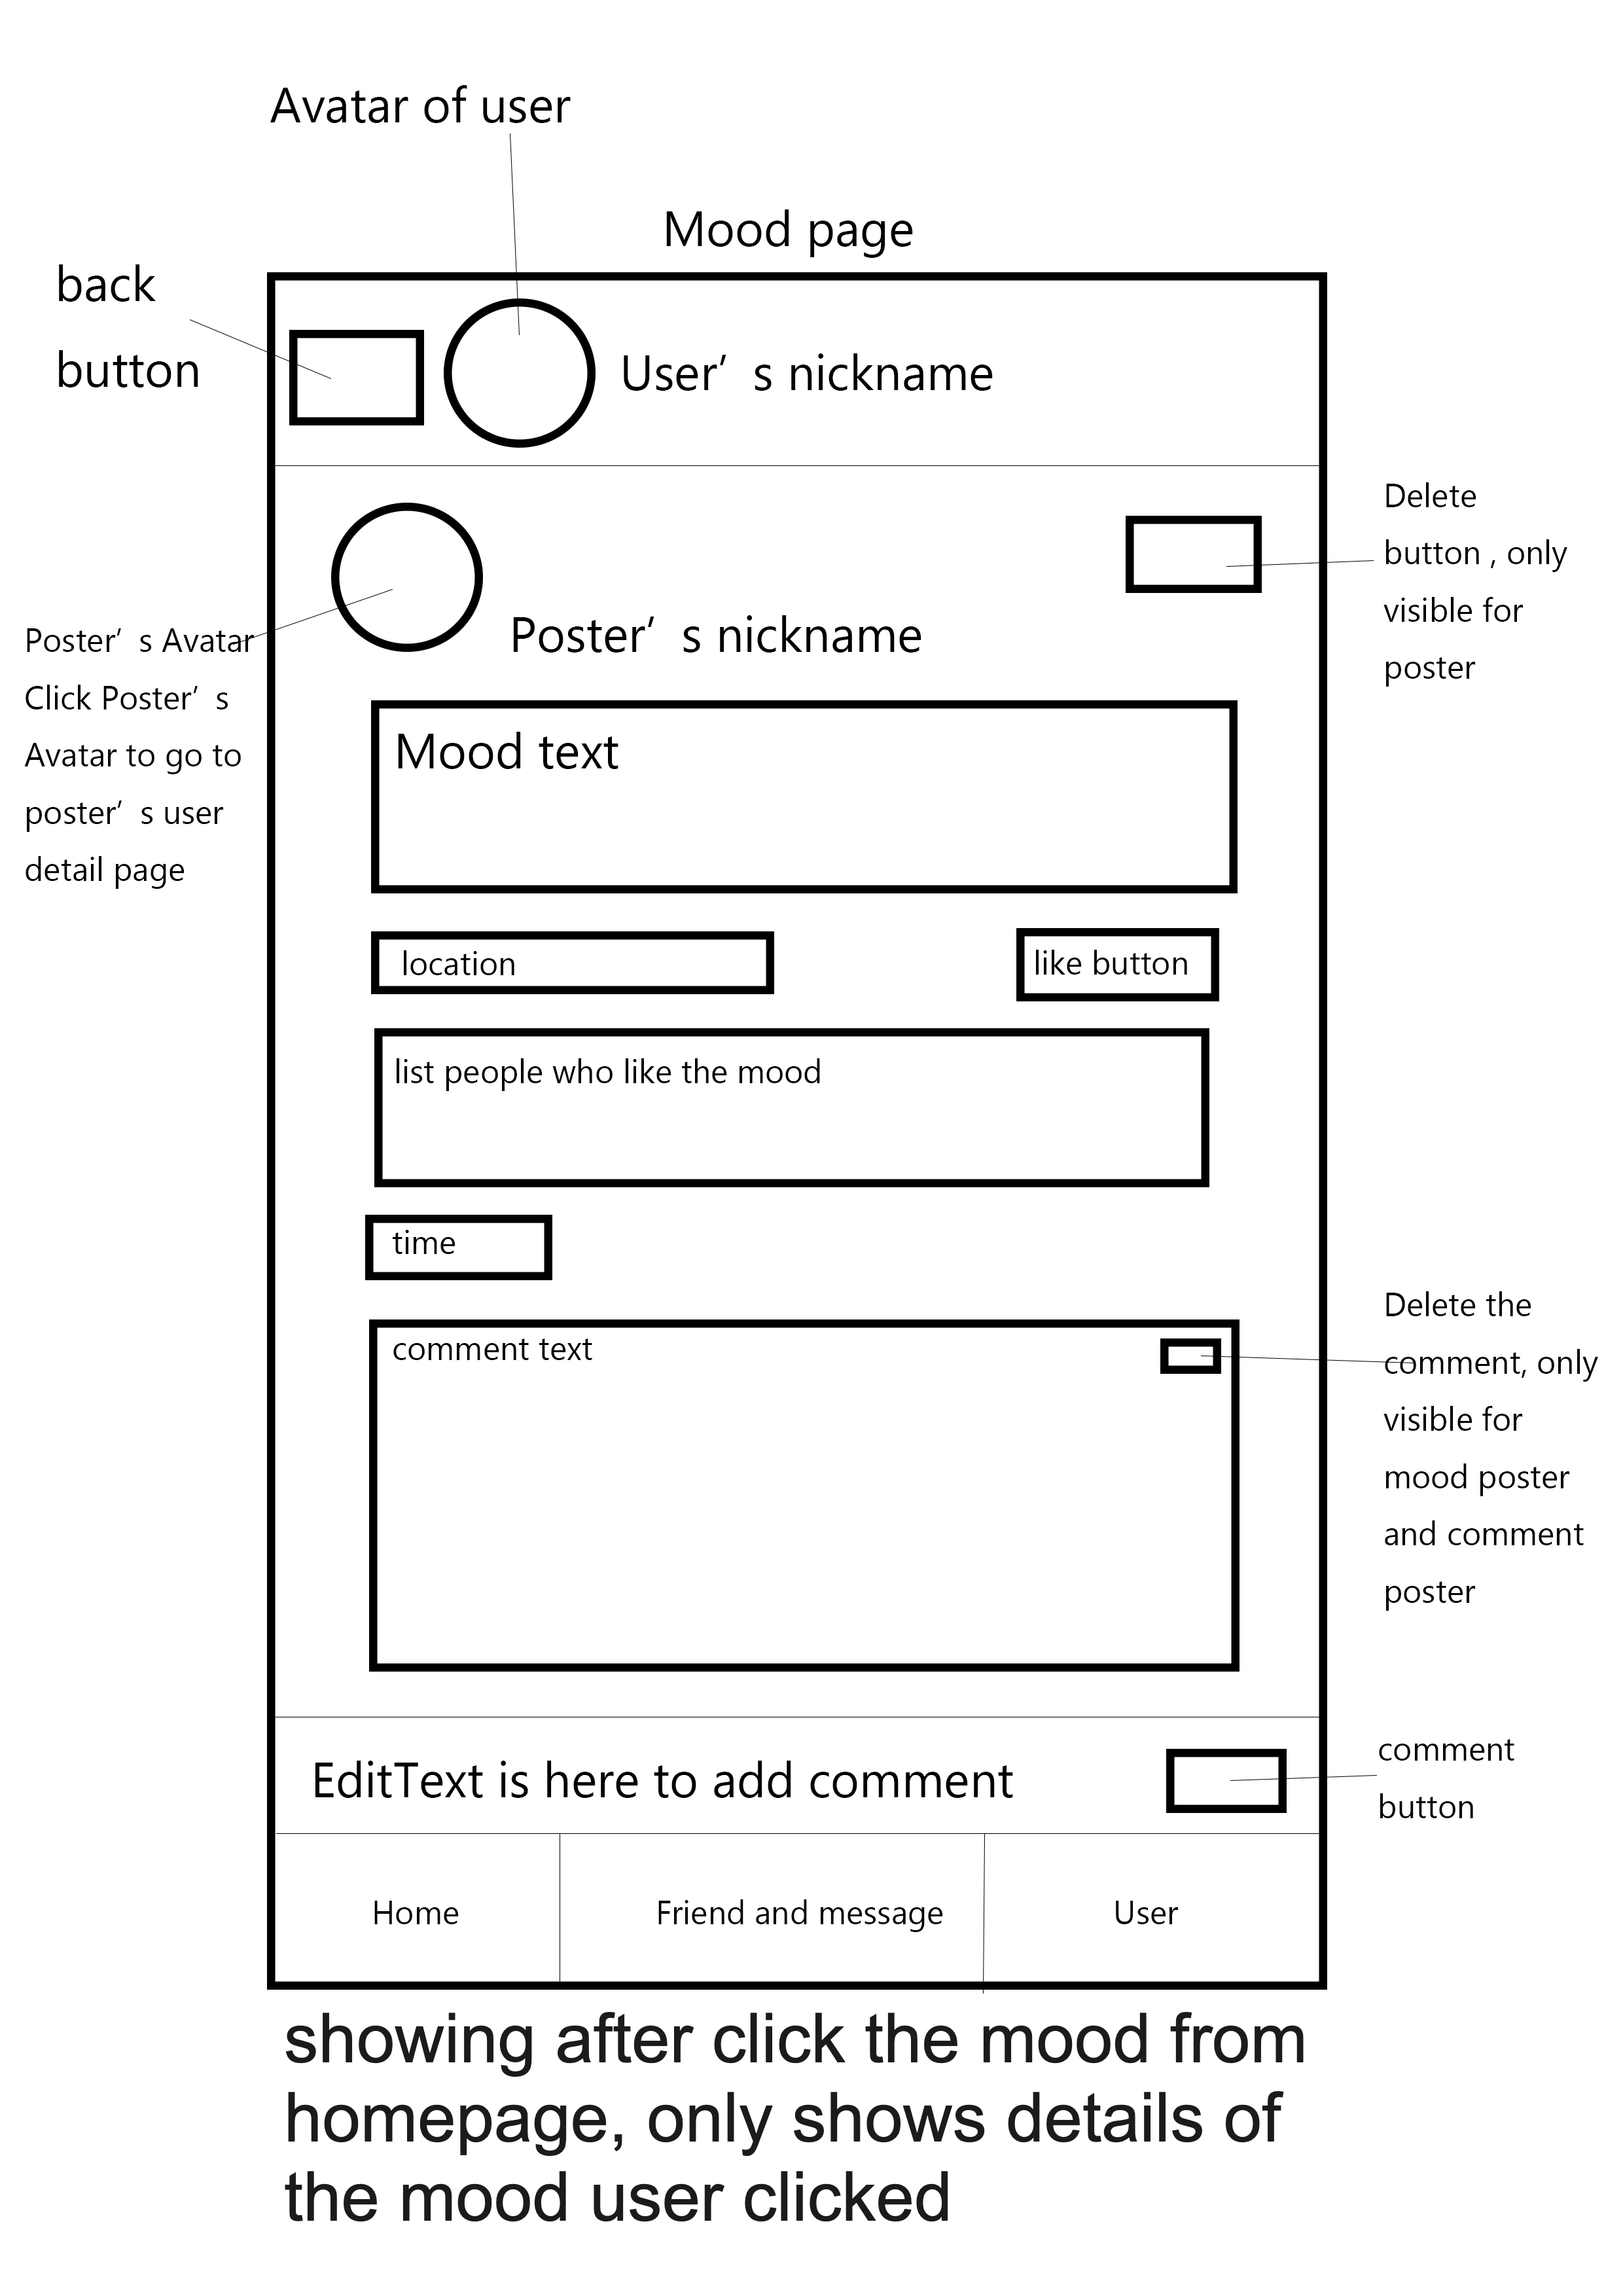 Avatar of user
Mood page
back
button
User’s nickname
Delete
button , only
visible for
poster
Poster’s Avatar
Click Poster’s
Avatar to go to
poster’s user
detail page
Poster’s nickname
Mood text
location
like button
list people who like the mood
time
comment text
Delete the
comment, only
visible for
mood poster
and comment
poster
EditText is here to add comment
comment
button
Home
Friend and message
User
showing after click the mood from
homepage, only shows details of
the mood user clicked